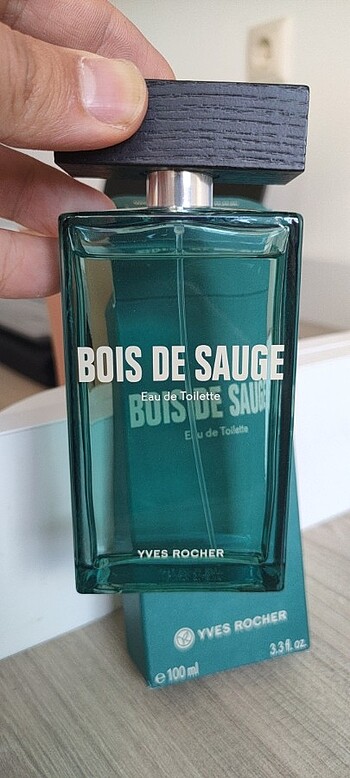 BOIS DE SAUGE
Eau de Toilette
BOIS DE SAUGE
Eau de Toilette
YVES ROCHER
YVES ROCHER
℮ 100 ml
3.3 fl. oz.